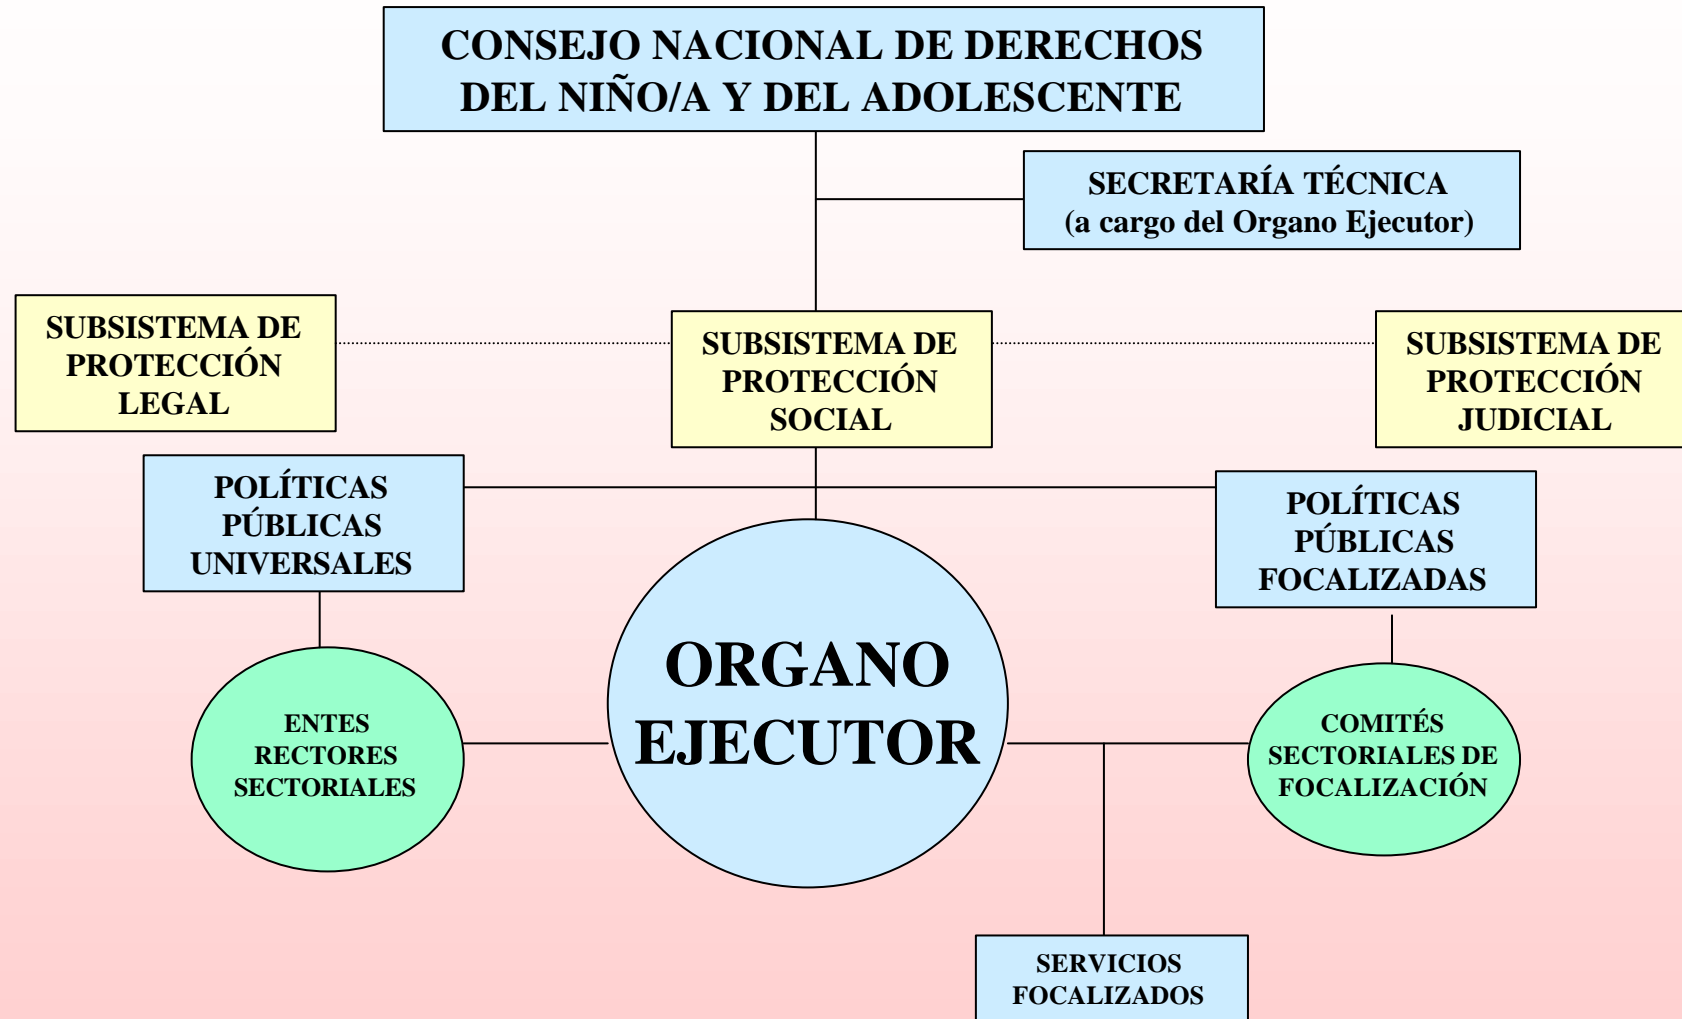 CONSEJO NACIONAL DE DERECHOS
DEL NIÑO/A Y DEL ADOLESCENTE
SECRETARÍA TÉCNICA
(a cargo del Organo Ejecutor)
SUBSISTEMA DE
PROTECCIÓN
LEGAL
SUBSISTEMA DE
PROTECCIÓN
SOCIAL
SUBSISTEMA DE
PROTECCIÓN
JUDICIAL
POLÍTICAS
PÚBLICAS
UNIVERSALES
POLÍTICAS
PÚBLICAS
FOCALIZADAS
ORGANO
EJECUTOR
ENTES
RECTORES
SECTORIALES
COMITÉS
SECTORIALES DE
FOCALIZACIÓN
SERVICIOS
FOCALIZADOS